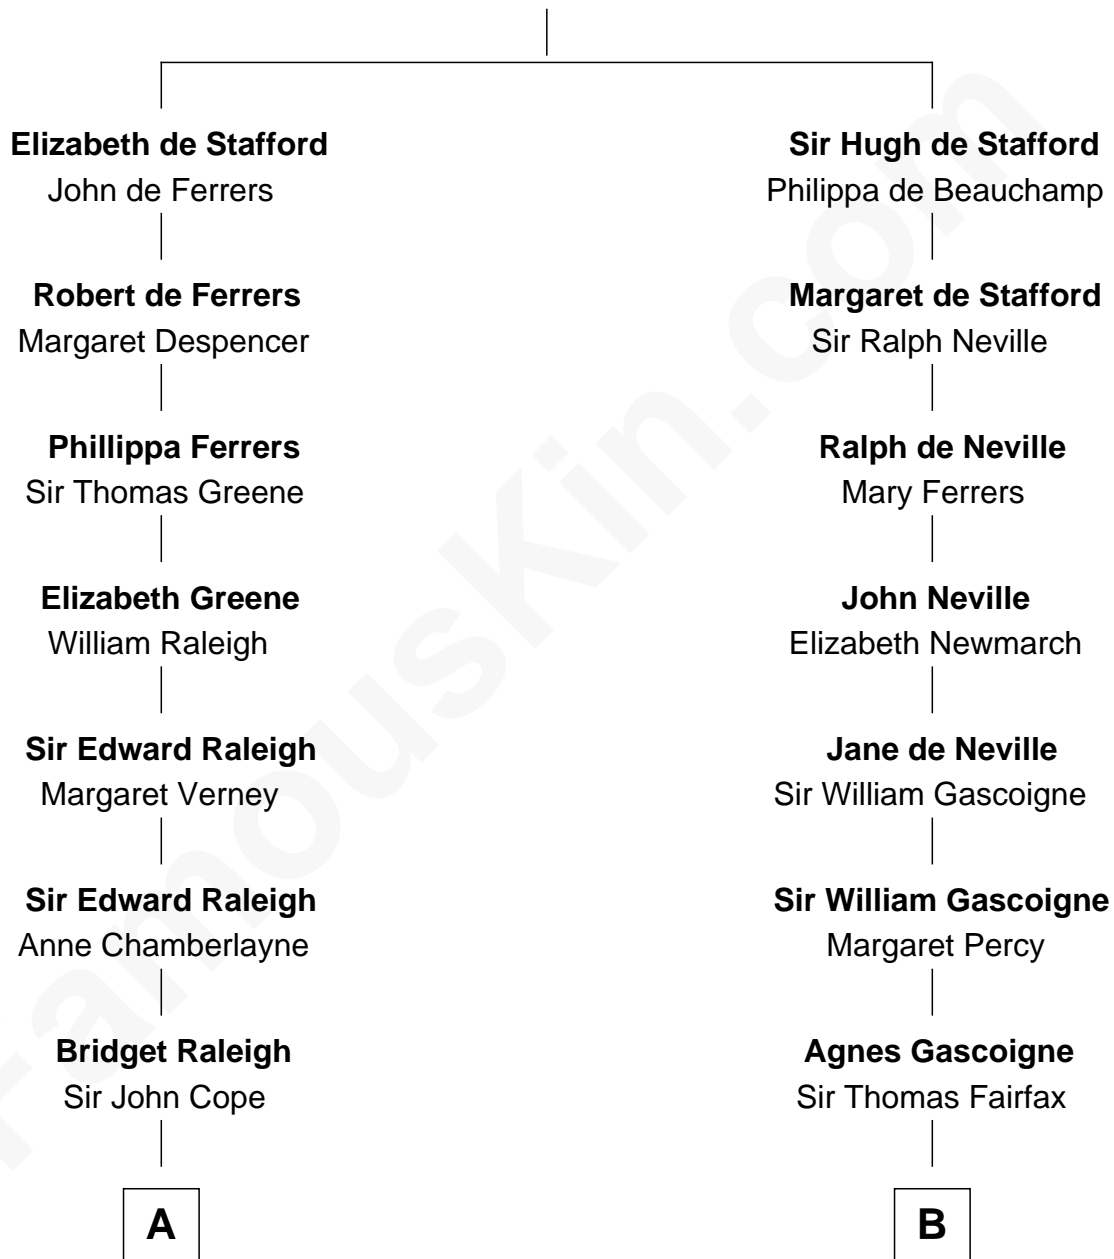 Elizabeth de Stafford
John de Ferrers
Sir Hugh de Stafford
Philippa de Beauchamp
Robert de Ferrers
Margaret Despencer
Margaret de Stafford
Sir Ralph Neville
Phillippa Ferrers
Sir Thomas Greene
Ralph de Neville
Mary Ferrers
Elizabeth Greene
William Raleigh
John Neville
Elizabeth Newmarch
Sir Edward Raleigh
Margaret Verney
Jane de Neville
Sir William Gascoigne
Sir Edward Raleigh
Anne Chamberlayne
Sir William Gascoigne
Margaret Percy
Bridget Raleigh
Sir John Cope
Agnes Gascoigne
Sir Thomas Fairfax
A
B
FamousKin.com